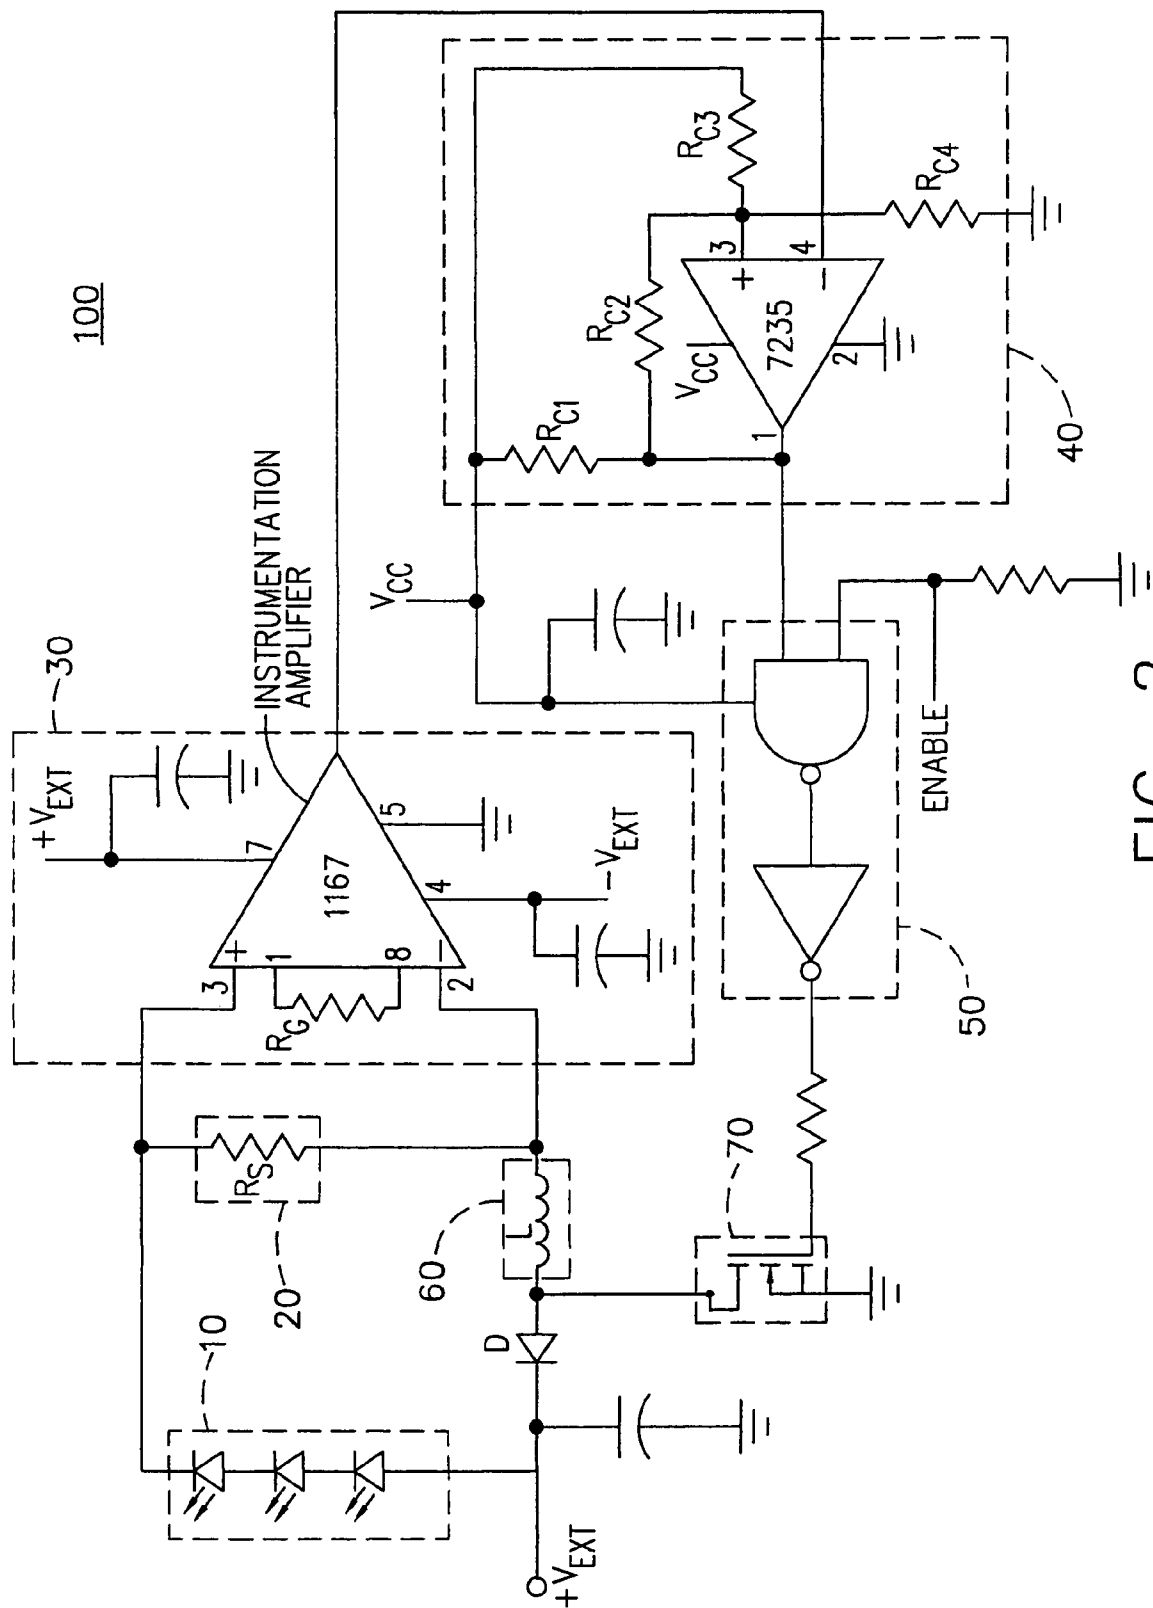 100
+VEXT
30
INSTRUMENTATION
AMPLIFIER
7
3
+
1
1167
5
RG
8
4
2
−
−VEXT
10
RS
20
60
L
D
+VEXT
VCC
RC1
RC2
RC3
VCC
3
+
7235
4
−
1
2
RC4
40
70
50
ENABLE
FIG. 2